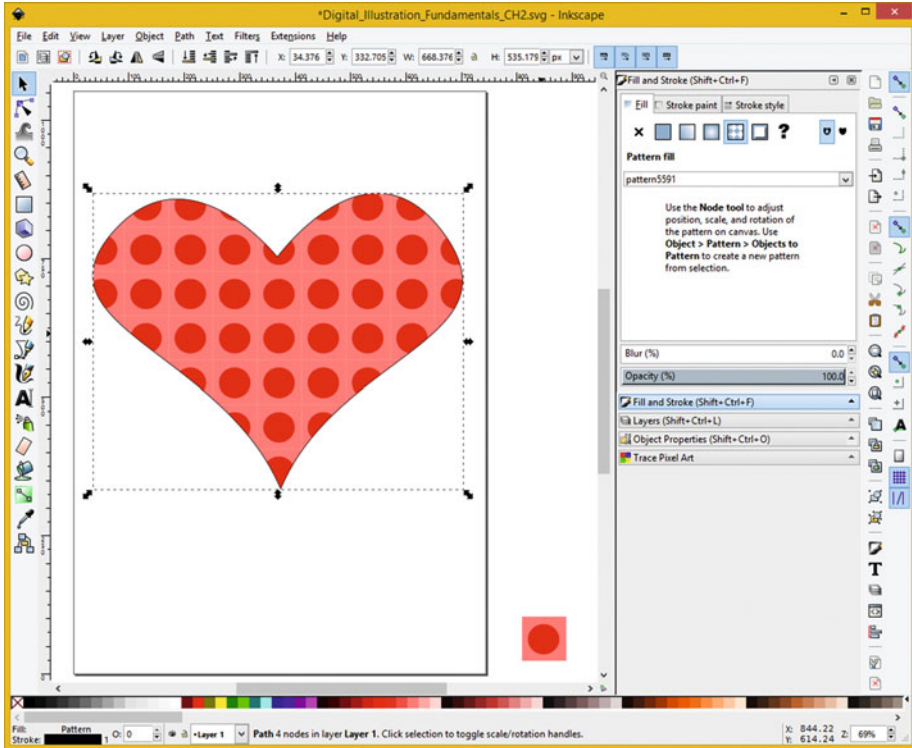 *Digital_Illustration_Fundamentals_CH2.svg - Inkscape
File Edit View Layer Object Path Text Filters Extensions Help
X: 34.376 Y: 332.705 W: 668.376 H: 535.179 px
Fill and Stroke (Shift+Ctrl+F)
Fill Stroke paint Stroke style
Pattern fill
pattern5591
Use the Node tool to adjust
position, scale, and rotation of
the pattern on canvas. Use
Object > Pattern > Objects to
Pattern to create a new pattern
from selection.
Blur (%) 0.0
Opacity (%) 100.0
Fill and Stroke (Shift+Ctrl+F)
Layers (Shift+Ctrl+L)
Object Properties (Shift+Ctrl+O)
Trace Pixel Art
Fill: Pattern
Stroke: 1 O: 0 Layer 1 Path 4 nodes in layer Layer 1. Click selection to toggle scale/rotation handles.
X: 844.22
Y: 614.24
Z: 69%